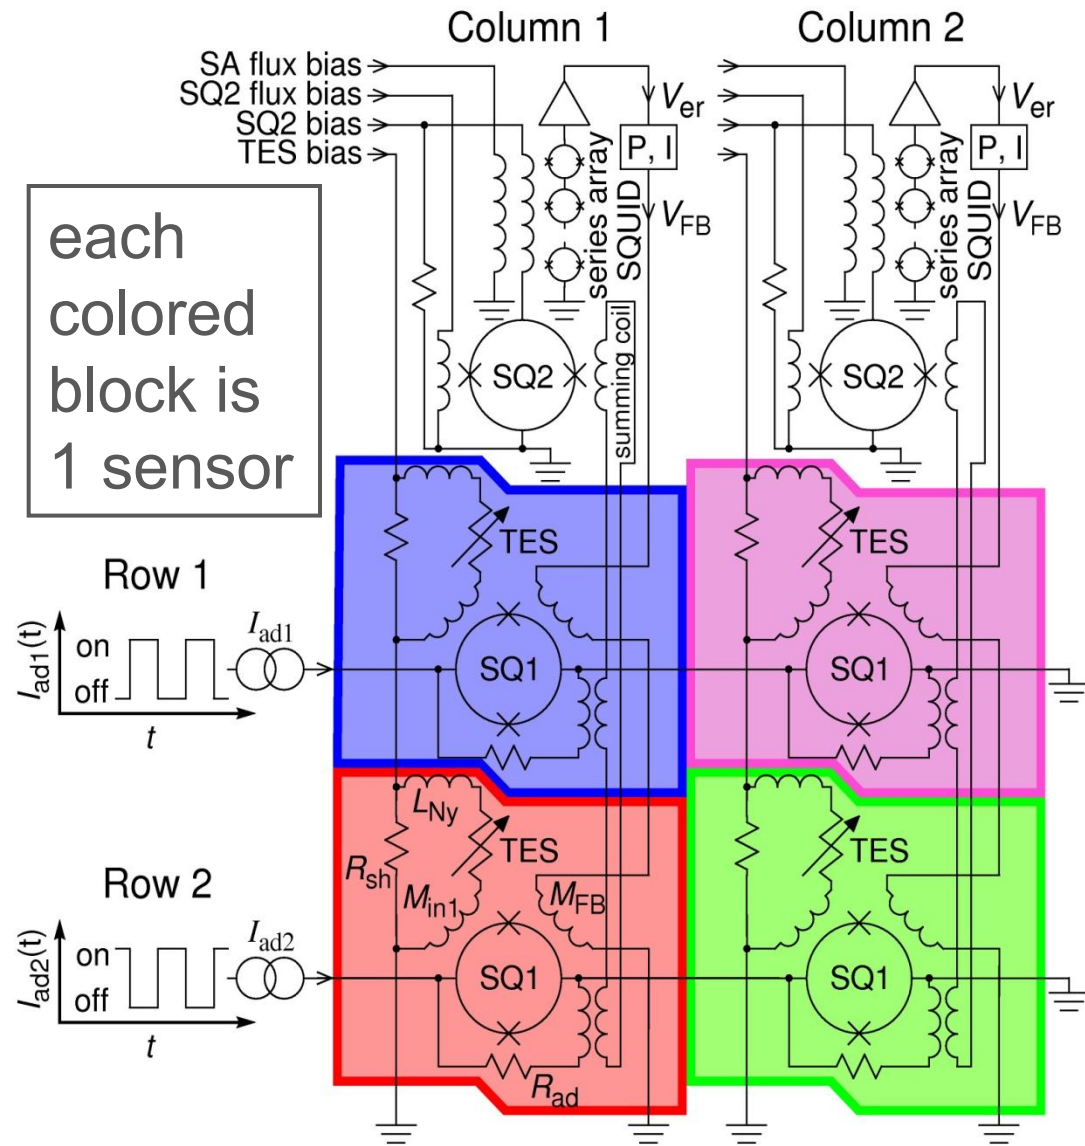 Column 1
Column 2
SA flux bias
SQ2 flux bias
SQ2 bias
TES bias
V_er
P, I
V_FB
series array
SQUID
V_er
P, I
V_FB
series array
SQUID
each
colored
block is
1 sensor
SQ2
summing coil
SQ2
TES
TES
Row 1
I_ad1(t)
on
off
t
I_ad1
SQ1
SQ1
L_Ny
TES
TES
R_sh
M_in1
M_FB
Row 2
I_ad2(t)
on
off
t
I_ad2
SQ1
SQ1
R_ad